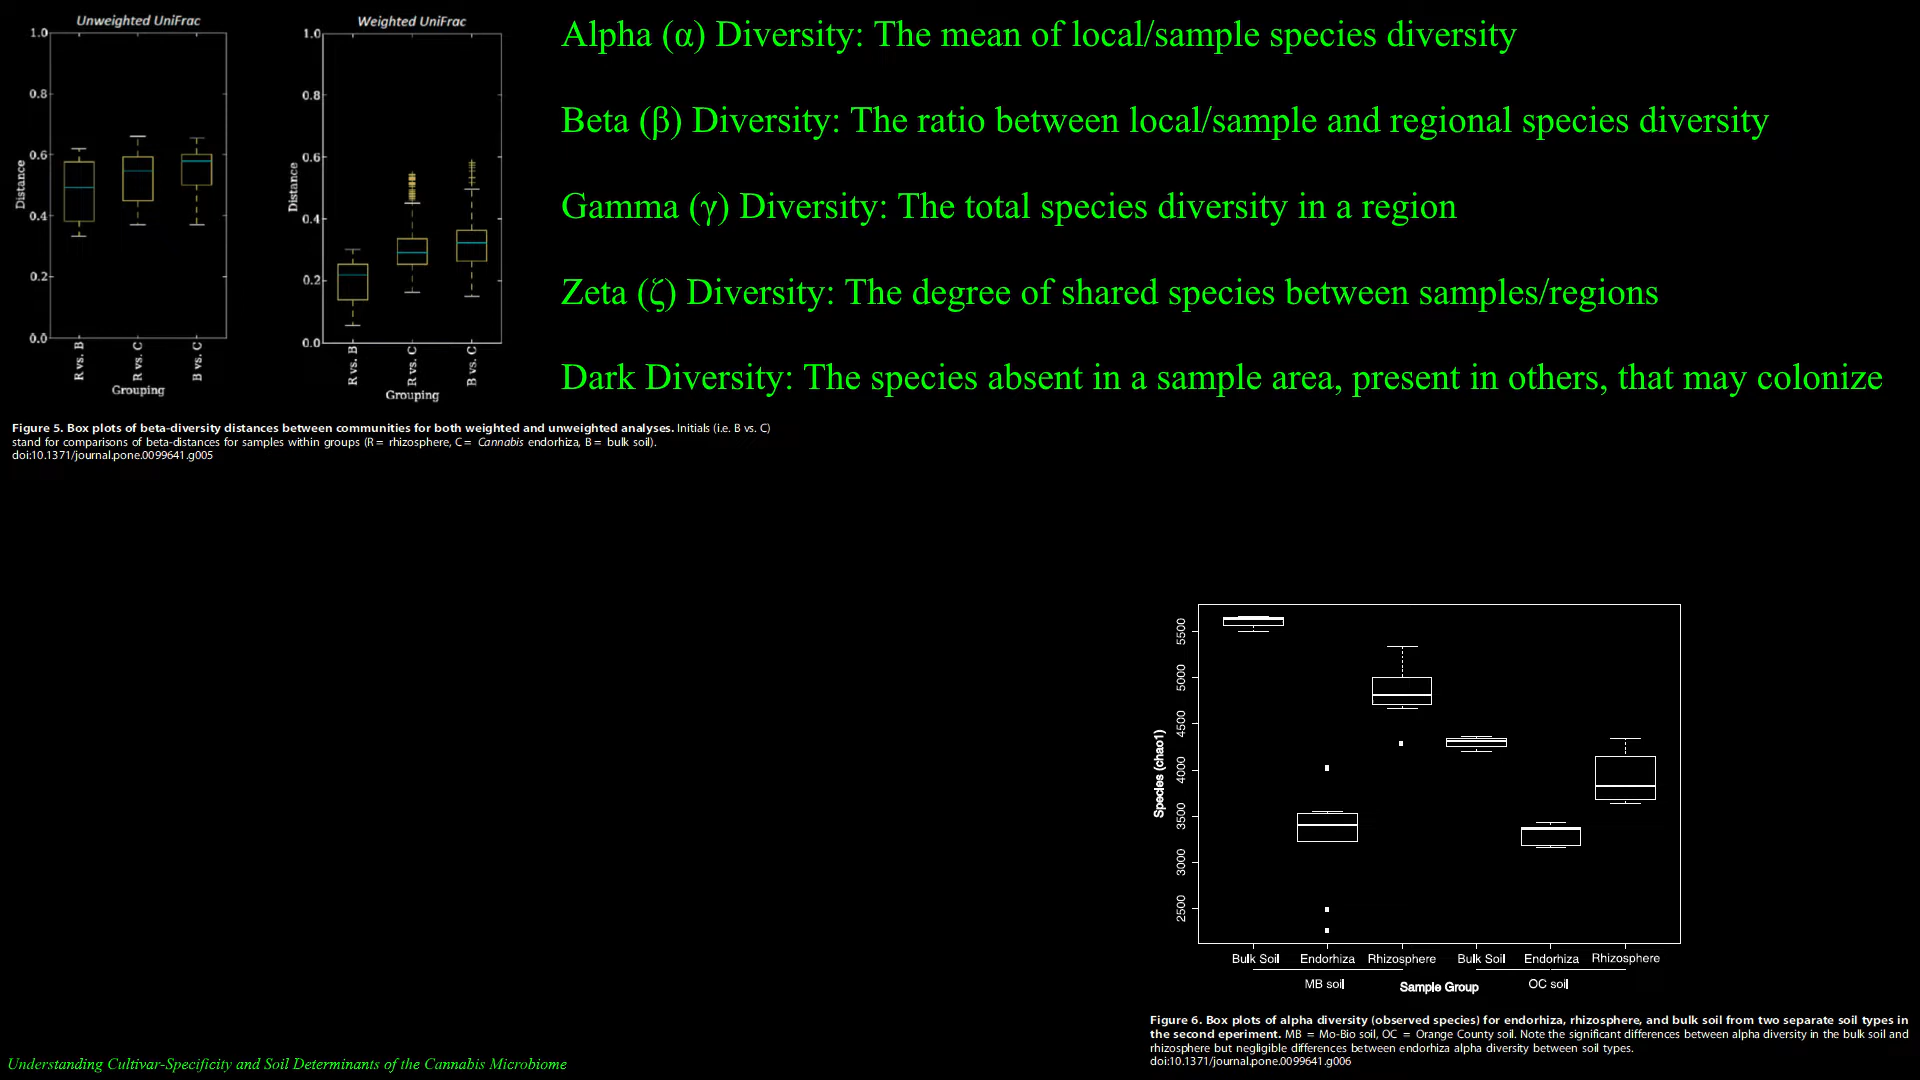 Unweighted UniFrac
1.0
0.8
0.6
0.4
0.2
0.0
Distance
R vs. B
R vs. C
B vs. C
Grouping
Weighted UniFrac
1.0
0.8
0.6
0.4
0.2
0.0
Distance
R vs. B
R vs. C
B vs. C
Grouping
Figure 5. Box plots of beta-diversity distances between communities for both weighted and unweighted analyses. Initials (i.e. B vs. C)
stand for comparisons of beta-distances for samples within groups (R = rhizosphere, C = Cannabis endorhiza, B = bulk soil).
doi:10.1371/journal.pone.0099641.g005
Alpha (α) Diversity: The mean of local/sample species diversity
Beta (β) Diversity: The ratio between local/sample and regional species diversity
Gamma (γ) Diversity: The total species diversity in a region
Zeta (ζ) Diversity: The degree of shared species between samples/regions
Dark Diversity: The species absent in a sample area, present in others, that may colonize
5500
5000
4500
4000
3500
3000
2500
Species (chao1)
Bulk Soil Endorhiza Rhizosphere Bulk Soil Endorhiza Rhizosphere
MB soil OC soil
Sample Group
Figure 6. Box plots of alpha diversity (observed species) for endorhiza, rhizosphere, and bulk soil from two separate soil types in
the second eperiment. MB = Mo-Bio soil, OC = Orange County soil. Note the significant differences between alpha diversity in the bulk soil and
rhizosphere but negligible differences between endorhiza alpha diversity between soil types.
doi:10.1371/journal.pone.0099641.g006
Understanding Cultivar-Specificity and Soil Determinants of the Cannabis Microbiome